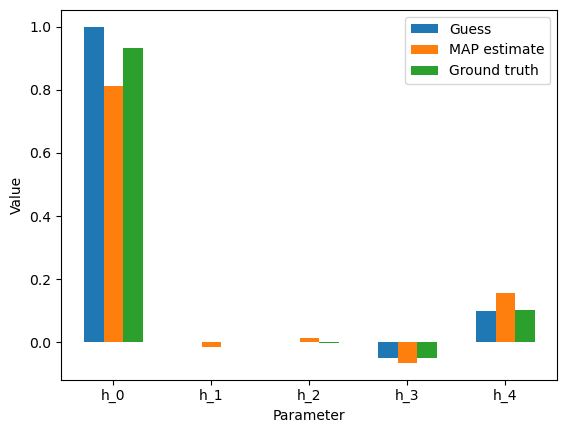 Guess
MAP estimate
Ground truth
1.0
0.8
0.6
0.4
0.2
0.0
Value
h_0 h_1 h_2 h_3 h_4
Parameter